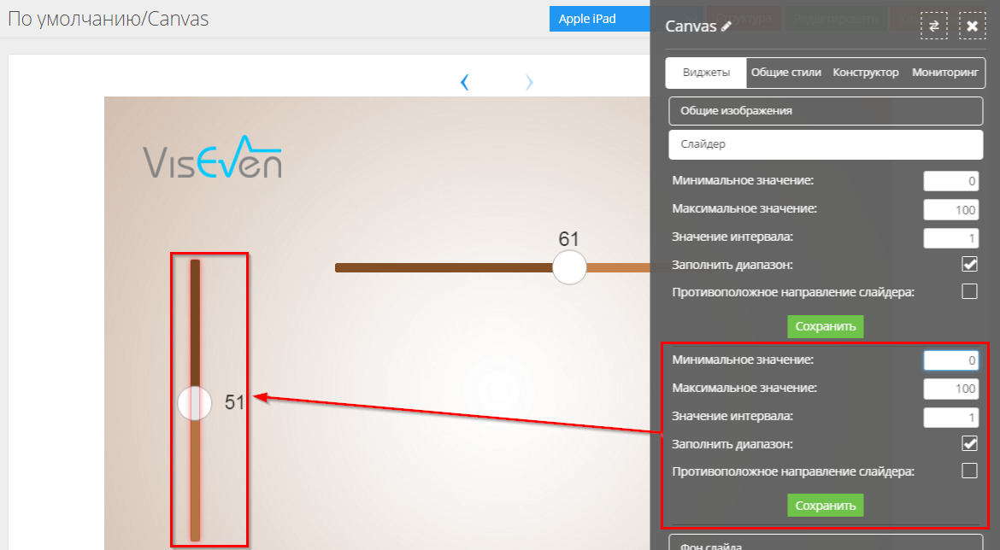 По умолчанию/Canvas
Apple iPad
Структура
Редактировать
Canvas
Виджеты
Общие стили
Конструктор
Мониторинг
Общие изображения
Слайдер
VisEven
Минимальное значение:
0
Максимальное значение:
100
Значение интервала:
1
Заполнить диапазон:
Противоположное направление слайдера:
Сохранить
61
Минимальное значение:
0
Максимальное значение:
100
Значение интервала:
1
Заполнить диапазон:
Противоположное направление слайдера:
Сохранить
51
Фон слайда